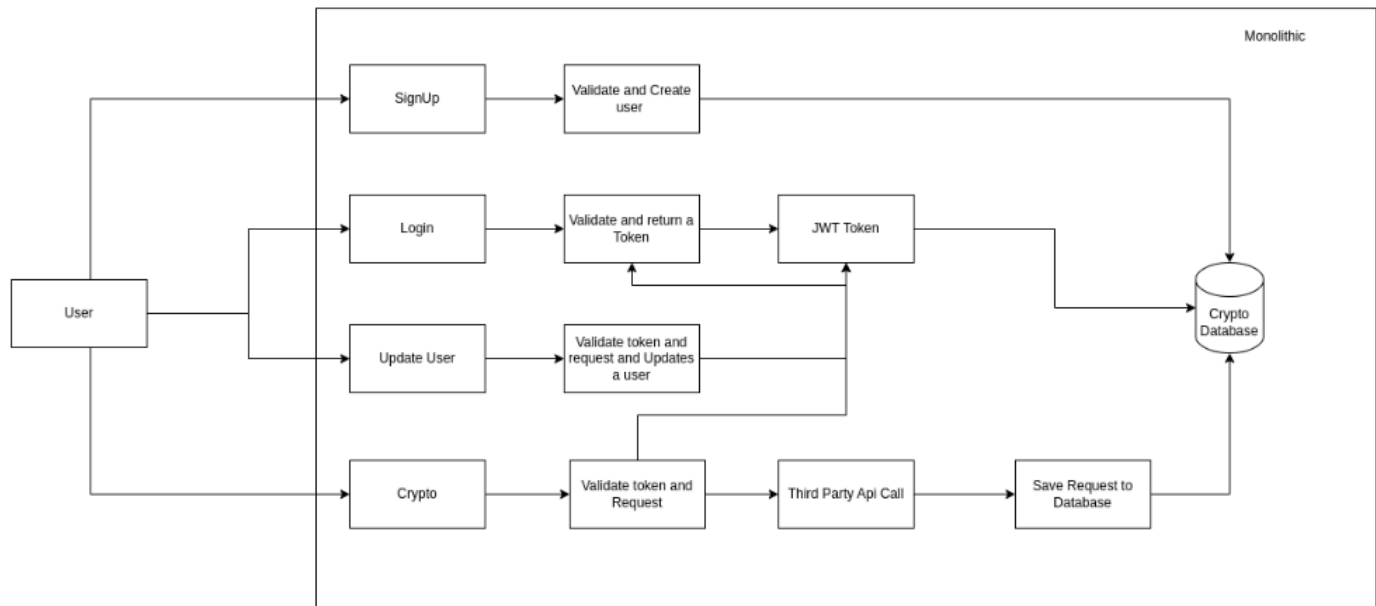 Monolithic
SignUp
Validate and Create
user
Login
Validate and return a
Token
JWT Token
User
Crypto
Database
Update User
Validate token and
request and Updates
a user
Crypto
Validate token and
Request
Third Party Api Call
Save Request to
Database